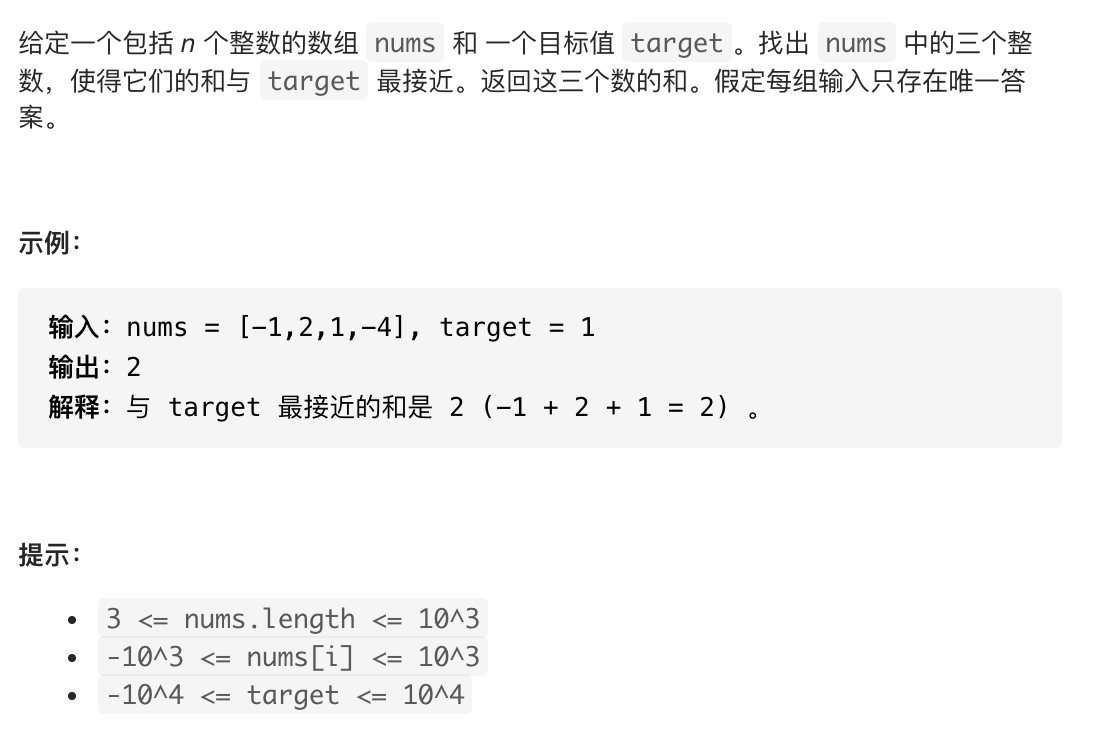 给定一个包括 n 个整数的数组 nums 和 一个目标值 target 。找出 nums 中的三个整
数，使得它们的和与 target 最接近。返回这三个数的和。假定每组输入只存在唯一答
案。
示例：
输入：nums = [-1,2,1,-4], target = 1
输出：2
解释：与 target 最接近的和是 2 (-1 + 2 + 1 = 2) 。
提示：
• 3 <= nums.length <= 10^3
• -10^3 <= nums[i] <= 10^3
• -10^4 <= target <= 10^4